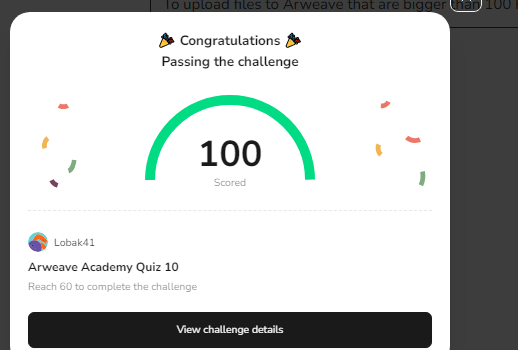 To upload files to Arweave that are bigger than 100
Congratulations
Passing the challenge
100
Scored
Lobak41
Arweave Academy Quiz 10
Reach 60 to complete the challenge
View challenge details